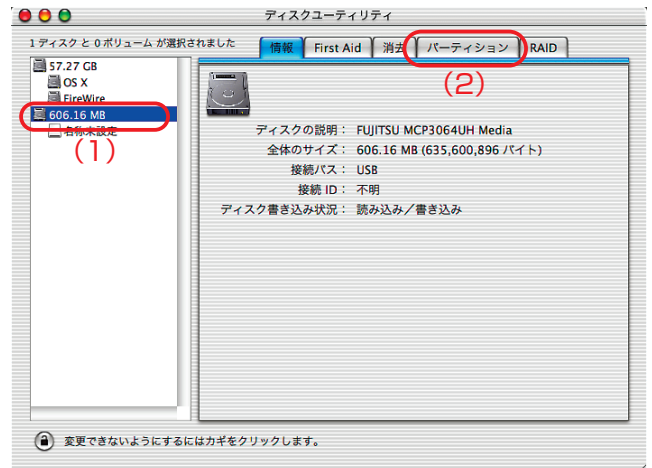 ディスクユーティリティ
1 ディスク と 0 ボリューム が選択されました
情報 First Aid 消去 パーティション RAID
57.27 GB
OS X
FireWire
606.16 MB
名称未設定
(1)
(2)
ディスクの説明： FUJITSU MCP3064UH Media
全体のサイズ： 606.16 MB (635,600,896 バイト)
接続バス： USB
接続 ID： 不明
ディスク書き込み状況： 読み込み／書き込み
変更できないようにするにはカギをクリックします。